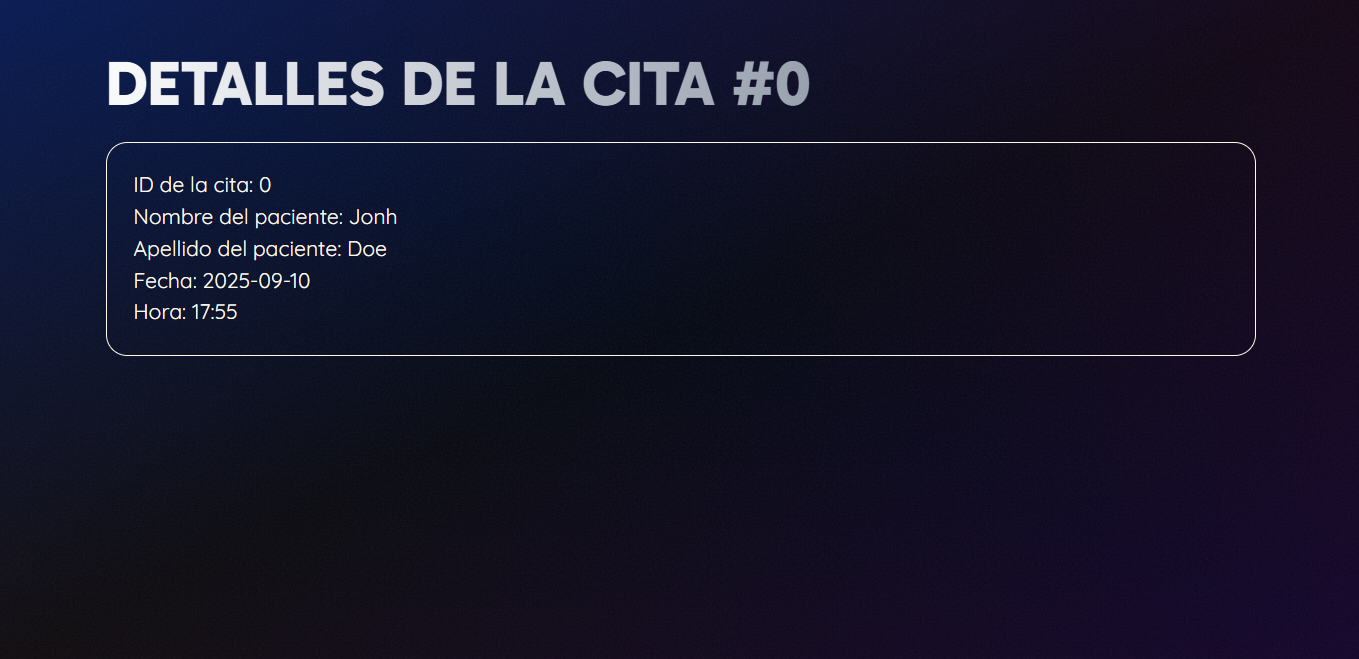 DETALLES DE LA CITA #0
ID de la cita: 0
Nombre del paciente: Jonh
Apellido del paciente: Doe
Fecha: 2025-09-10
Hora: 17:55